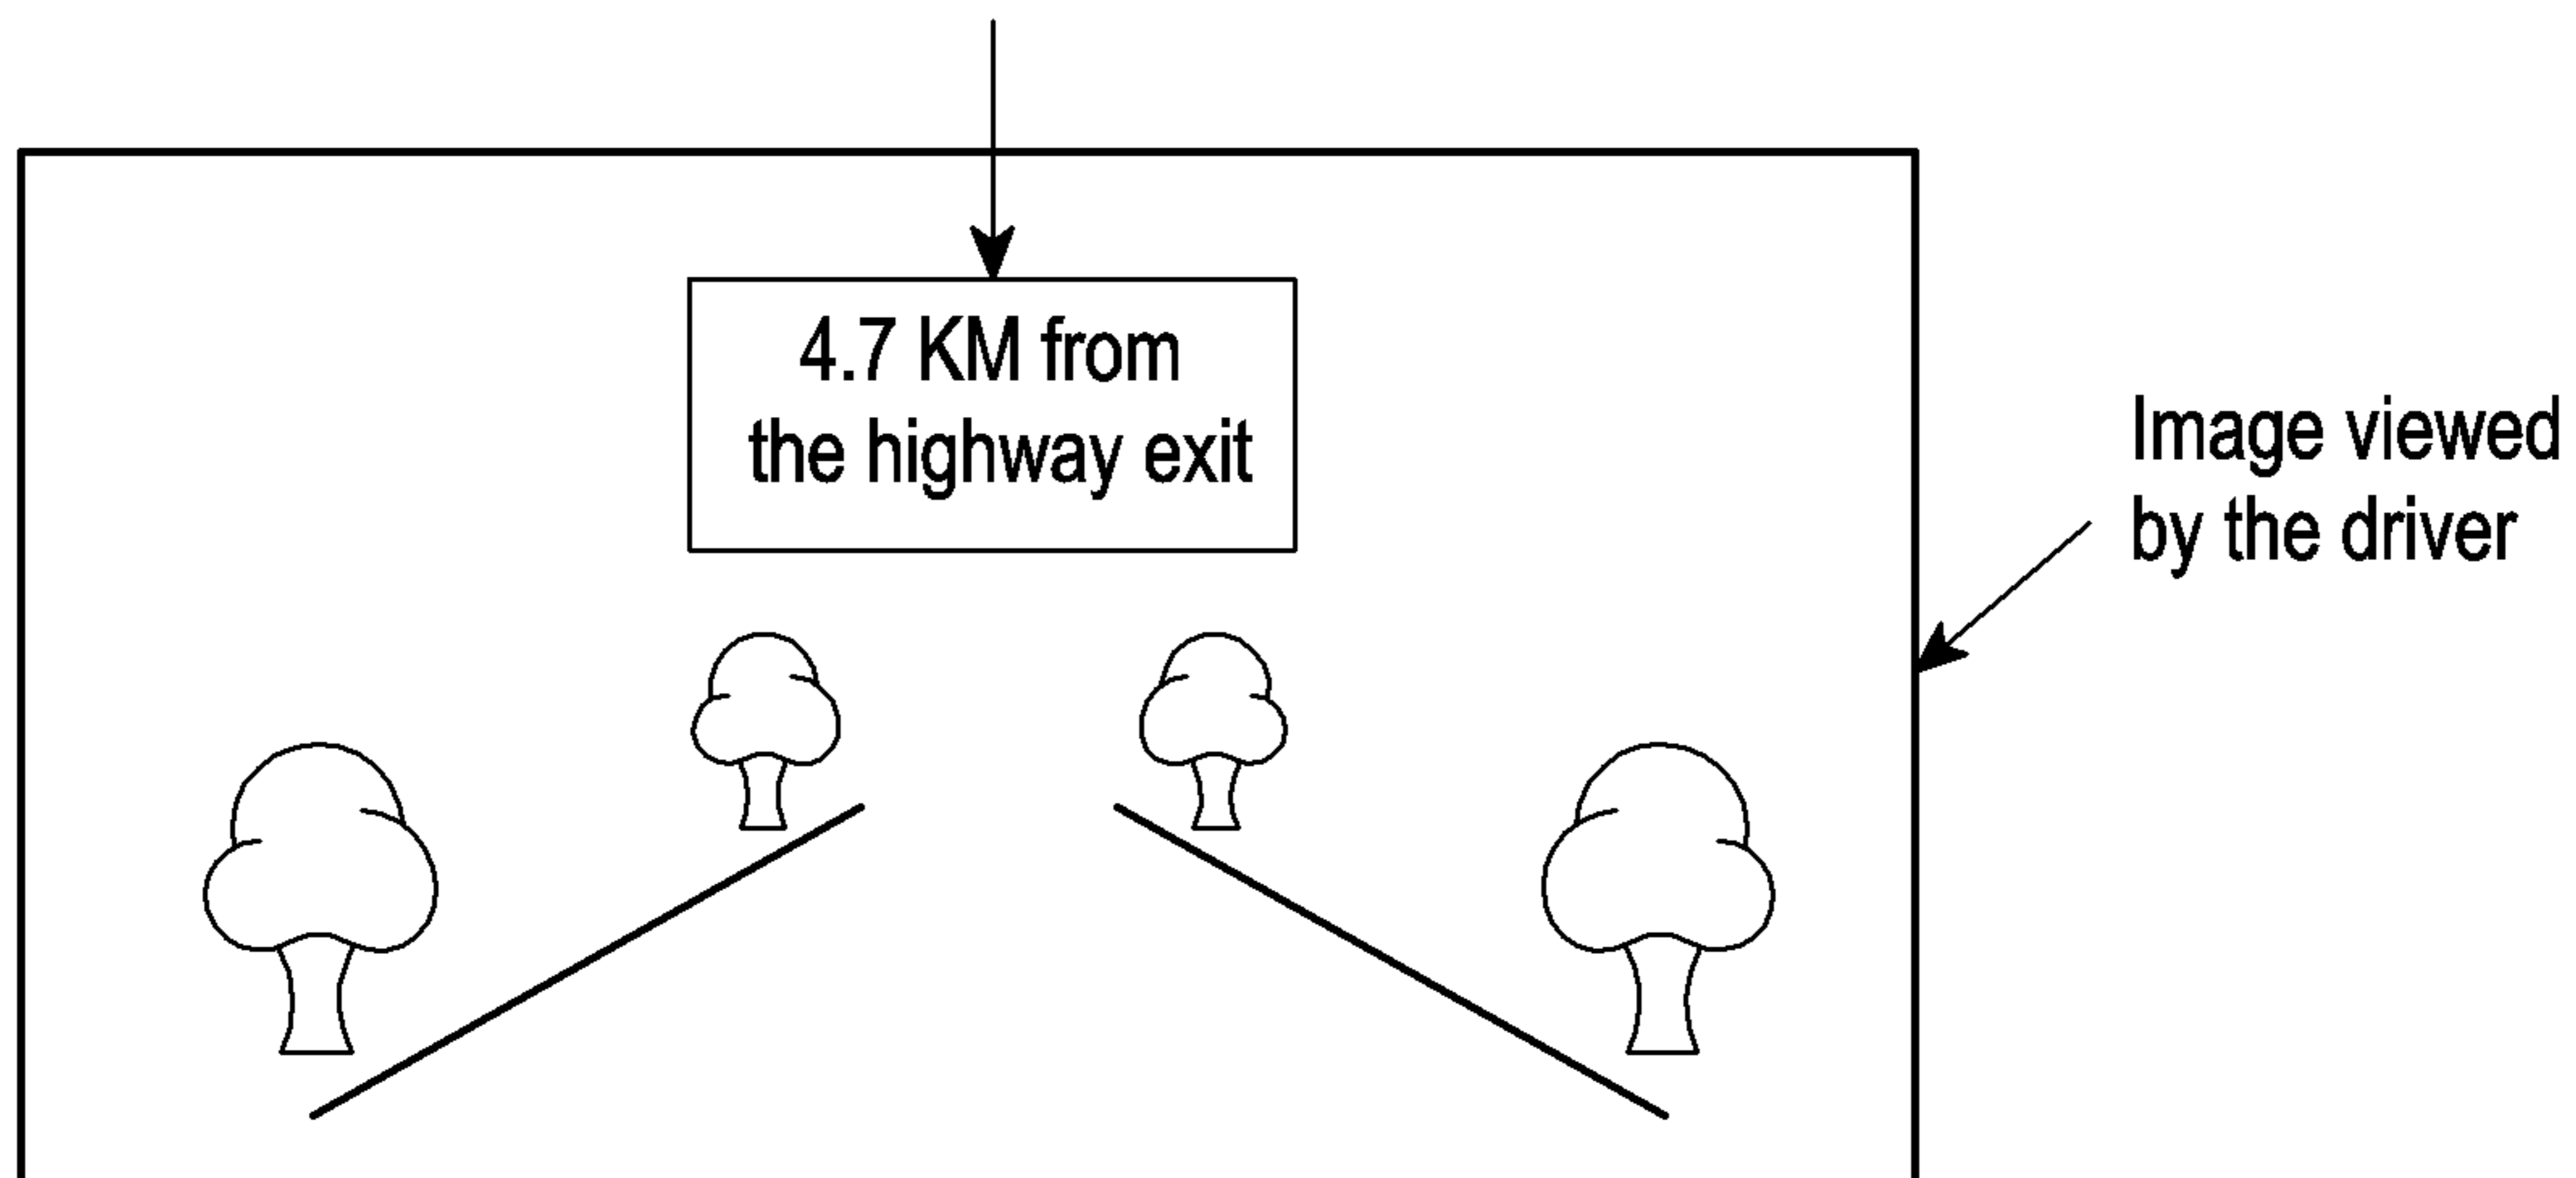 4.7 KM from
the highway exit
Image viewed
by the driver